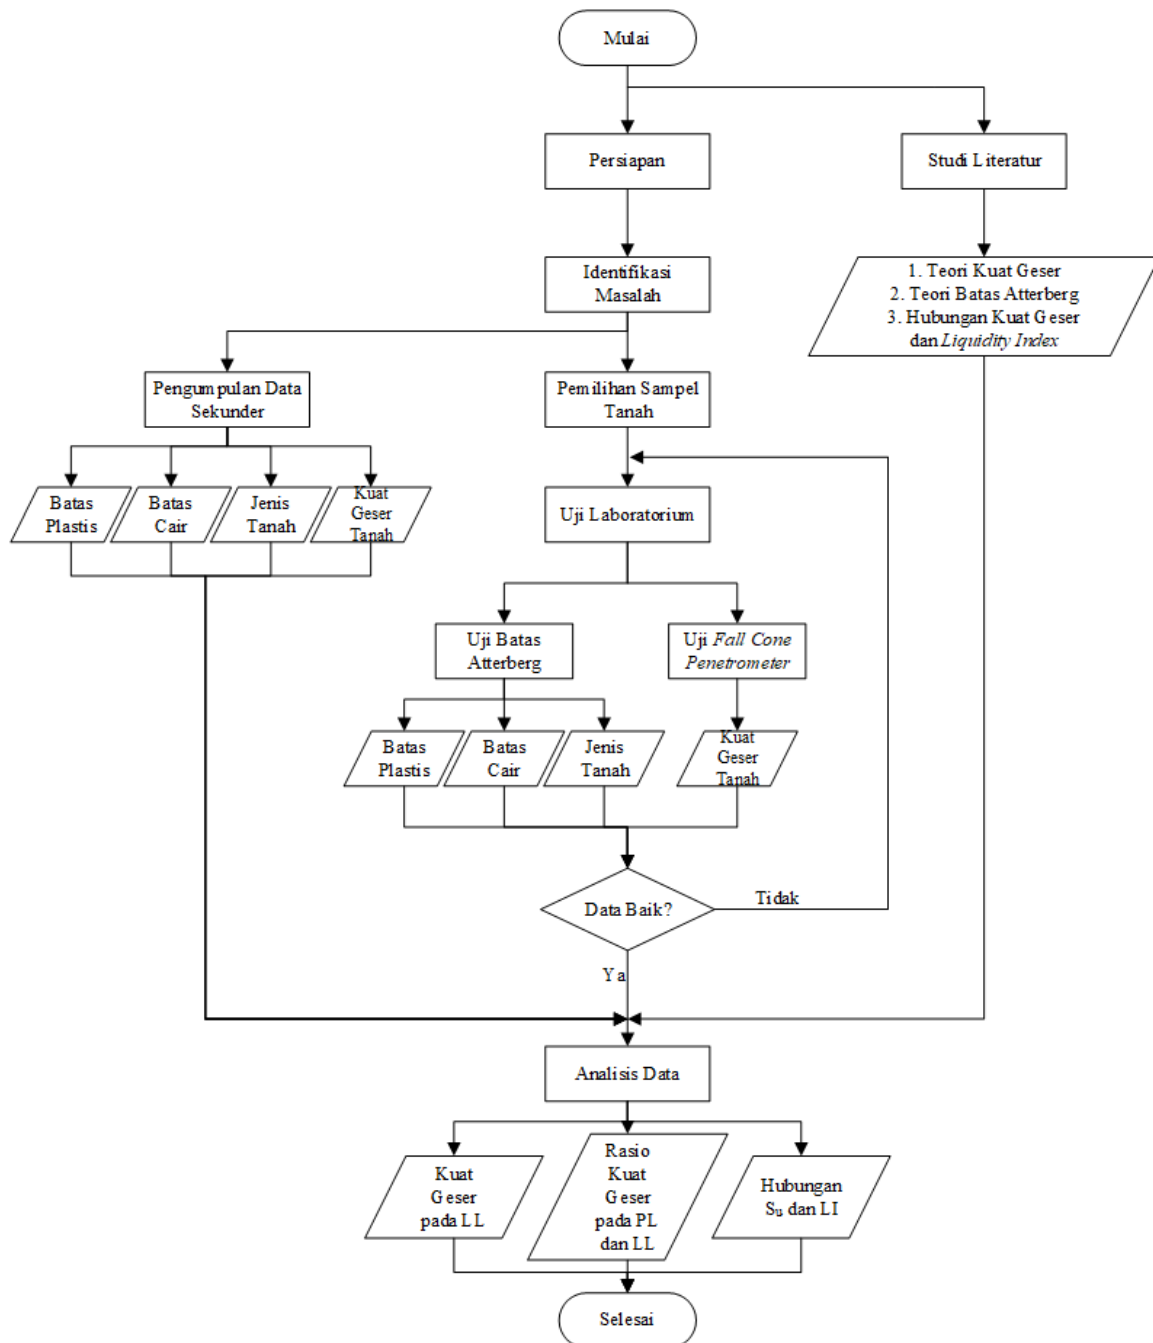 Mulai
Persiapan
Studi Literatur
Identifikasi
Masalah
1. Teori Kuat Geser
2. Teori Batas Atterberg
3. Hubungan Kuat Geser
dan Liquidity Index
Pengumpulan Data
Sekunder
Pemilihan Sampel
Tanah
Batas
Plastis
Batas
Cair
Jenis
Tanah
Kuat
Geser
Tanah
Uji Laboratorium
Uji Batas
Atterberg
Uji Fall Cone
Penetrometer
Batas
Plastis
Batas
Cair
Jenis
Tanah
Kuat
Geser
Tanah
Data Baik?
Tidak
Ya
Analisis Data
Kuat
Geser
pada LL
Rasio
Kuat
Geser
pada PL
dan LL
Hubungan
Su dan LI
Selesai